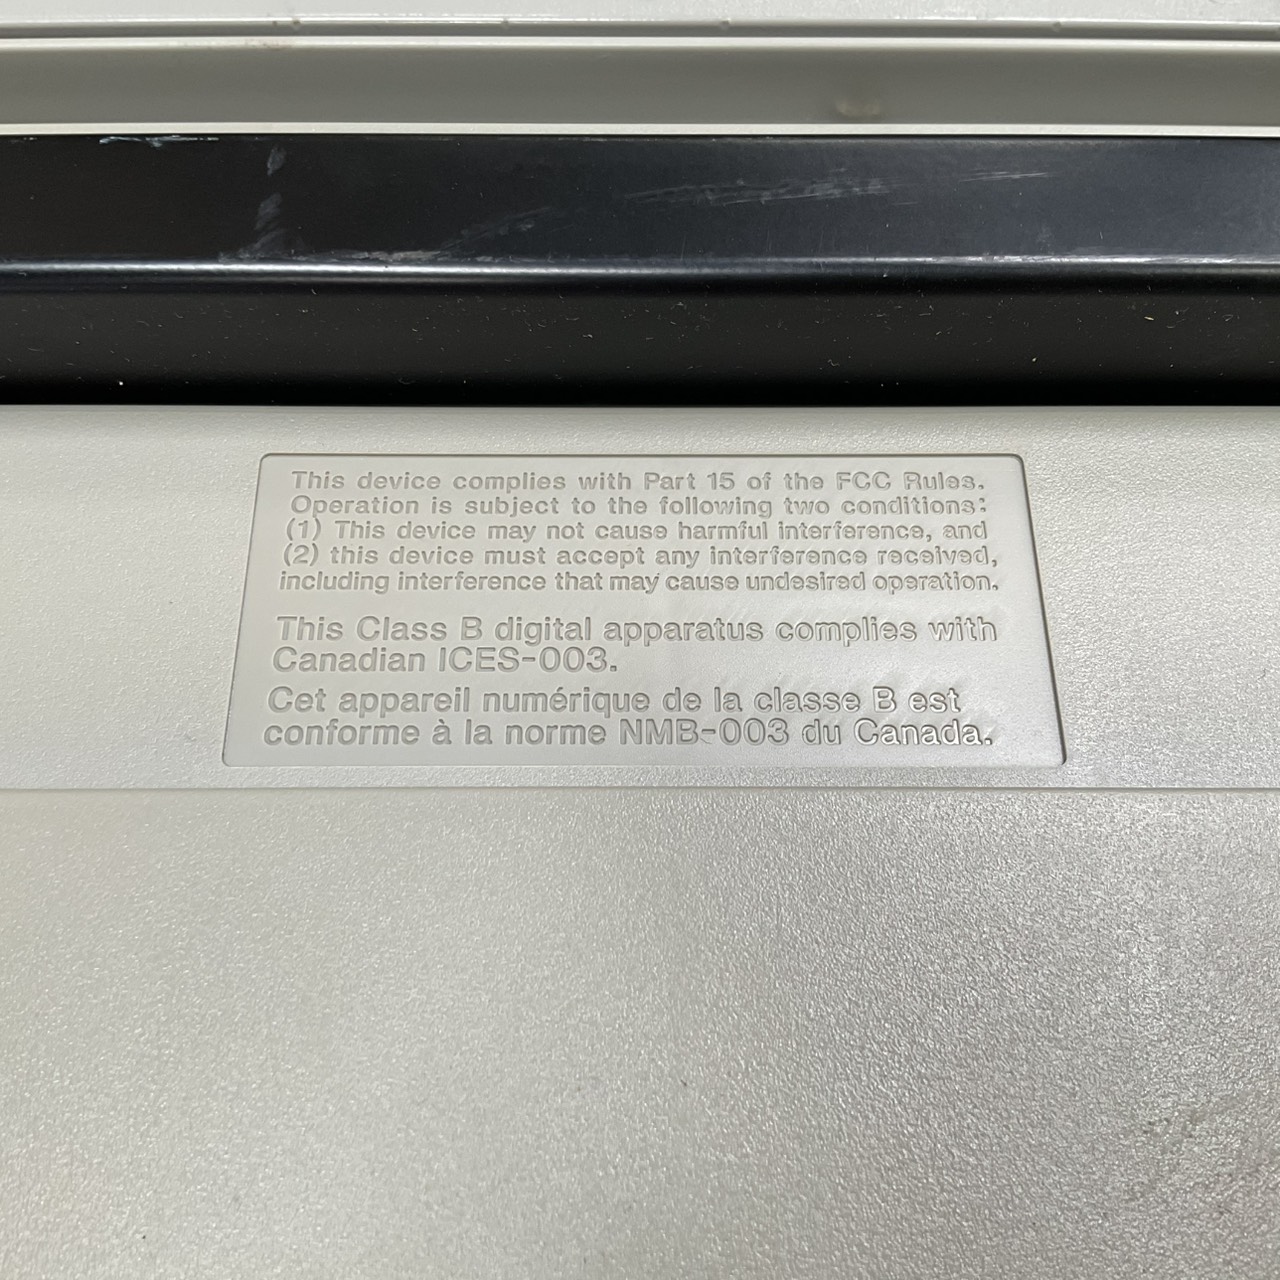 This device complies with Part 15 of the FCC Rules.
Operation is subject to the following two conditions:
(1) This device may not cause harmful interference, and
(2) this device must accept any interference received,
including interference that may cause undesired operation.
This Class B digital apparatus complies with
Canadian ICES-003.
Cet appareil numérique de la classe B est
conforme à la norme NMB-003 du Canada.